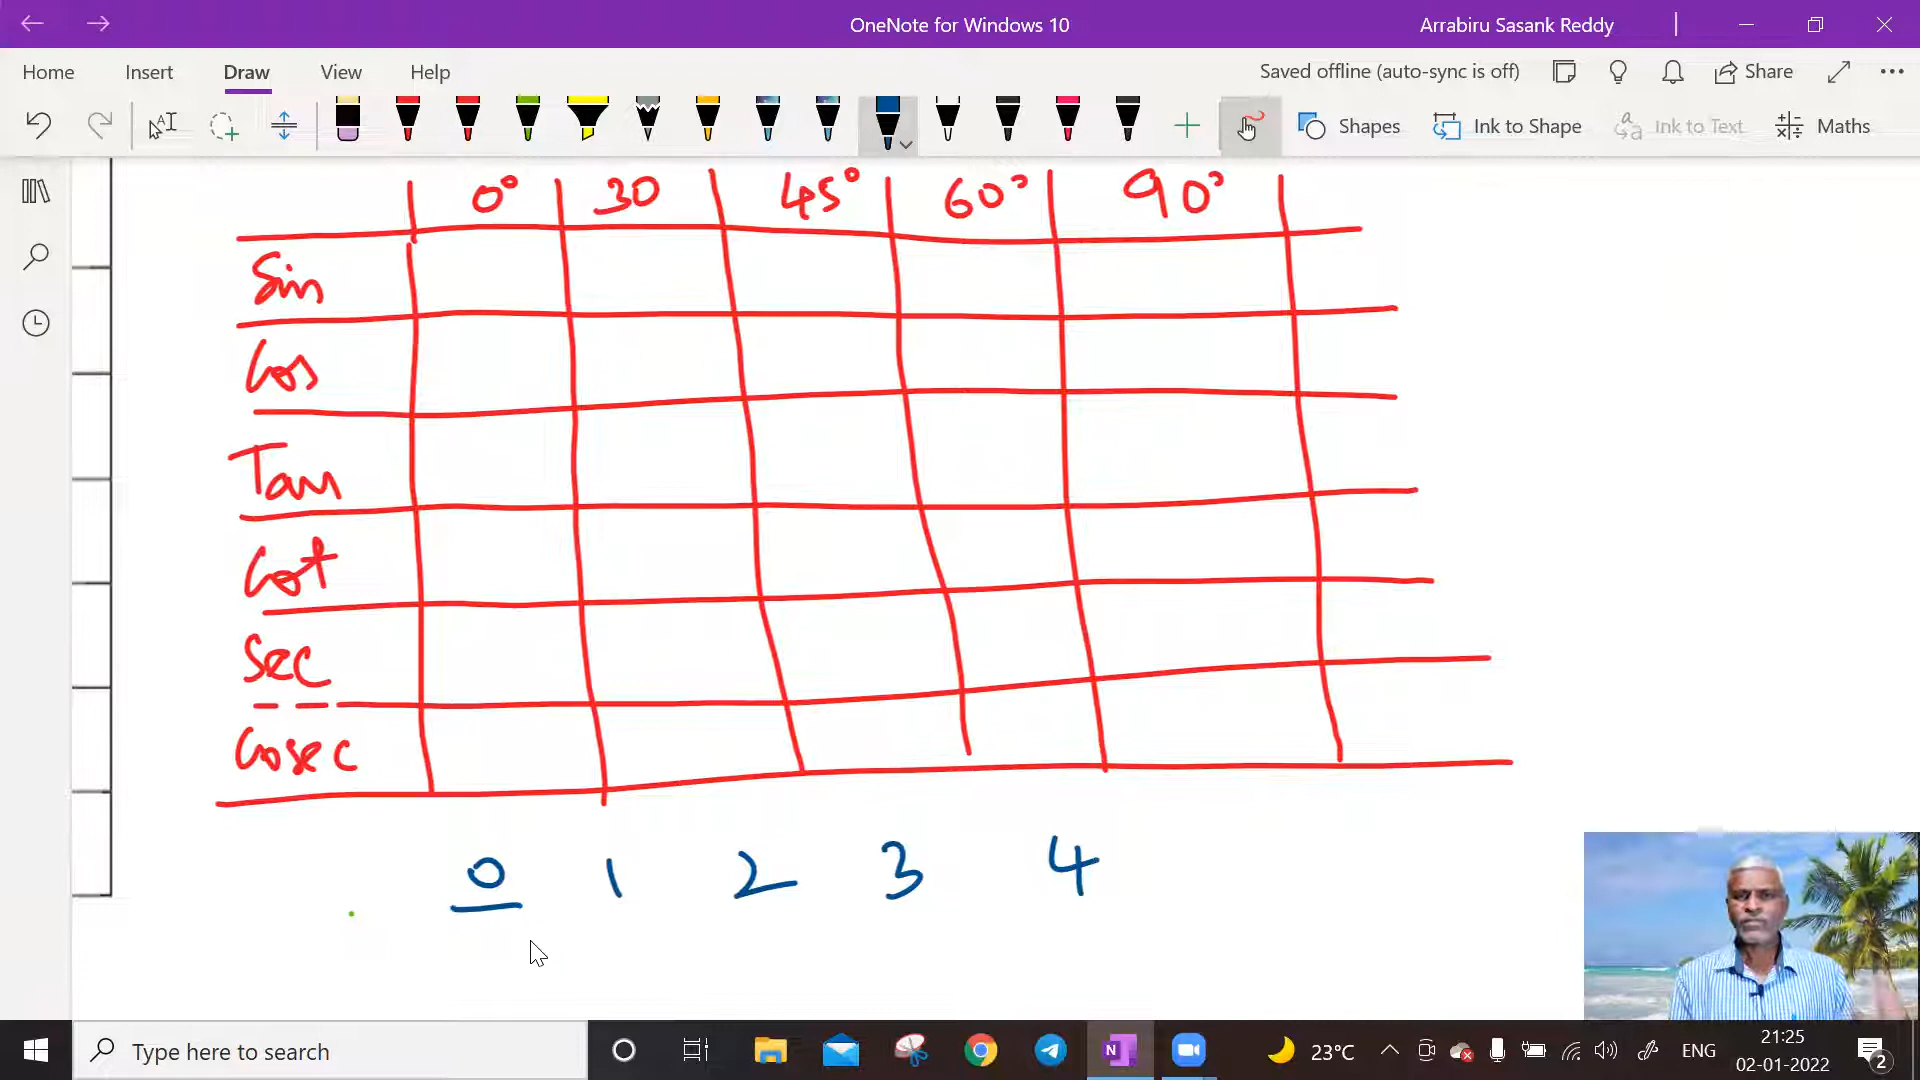 OneNote for Windows 10
Arrabiru Sasank Reddy
Home Insert Draw View Help
Saved offline (auto-sync is off)
Share
Shapes
Ink to Shape
Ink to Text
Maths
0° 30 45° 60° 90°
Sin
Cos
Tan
Cot
Sec
Cosec
0 1 2 3 4
Type here to search
N
23°C
ENG
21:25
02-01-2022
2